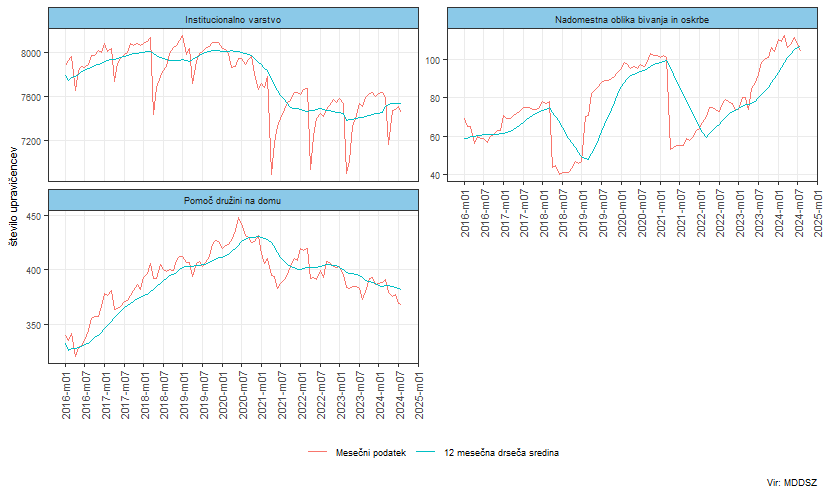 Institucionalno varstvo
Nadomestna oblika bivanja in oskrbe
8000
7600
7200
100
80
60
40
2016-m01
2016-m07
2017-m01
2017-m07
2018-m01
2018-m07
2019-m01
2019-m07
2020-m01
2020-m07
2021-m01
2021-m07
2022-m01
2022-m07
2023-m01
2023-m07
2024-m01
2024-m07
2025-m01
število upravičencev
Pomoč družini na domu
450
400
350
2016-m01
2016-m07
2017-m01
2017-m07
2018-m01
2018-m07
2019-m01
2019-m07
2020-m01
2020-m07
2021-m01
2021-m07
2022-m01
2022-m07
2023-m01
2023-m07
2024-m01
2024-m07
2025-m01
Mesečni podatek
12 mesečna drseča sredina
Vir: MDDSZ